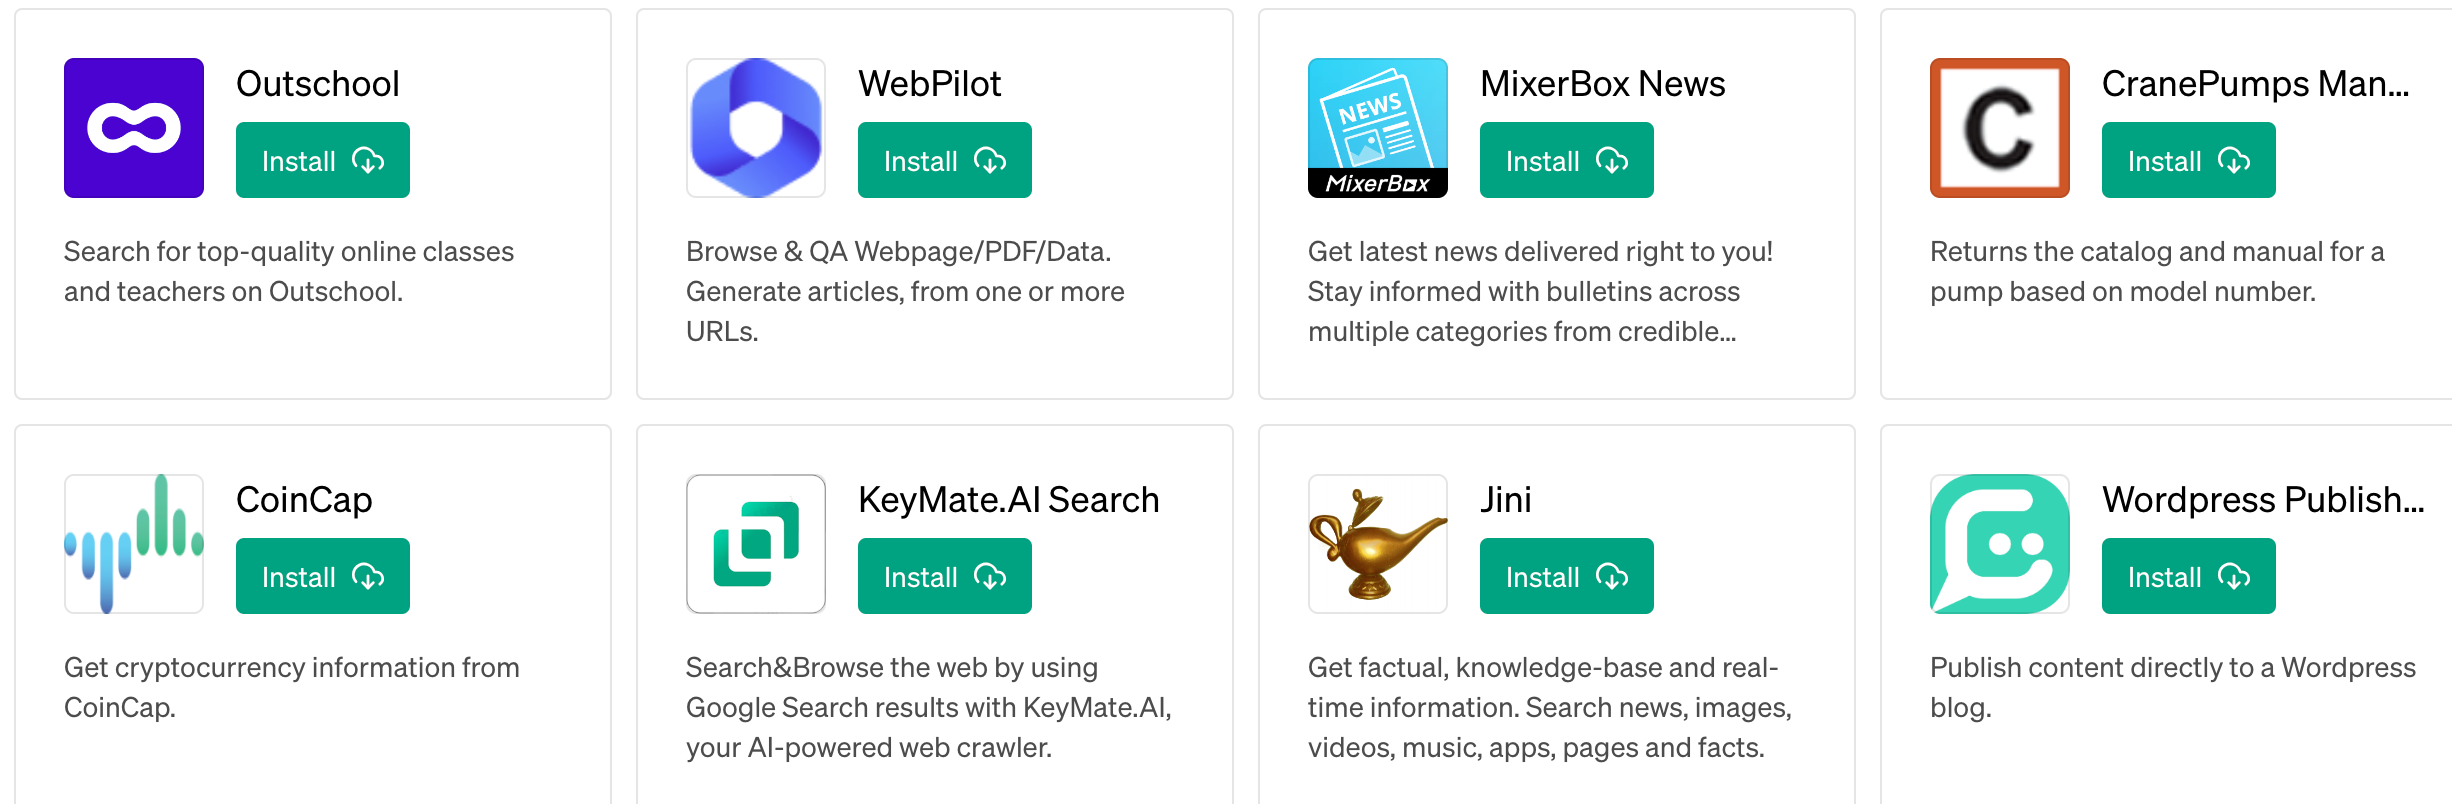 Outschool
Install
Search for top-quality online classes
and teachers on Outschool.
WebPilot
Install
Browse & QA Webpage/PDF/Data.
Generate articles, from one or more
URLs.
NEWS
MixerBox
MixerBox News
Install
Get latest news delivered right to you!
Stay informed with bulletins across
multiple categories from credible...
C
CranePumps Man...
Install
Returns the catalog and manual for a
pump based on model number.
CoinCap
Install
Get cryptocurrency information from
CoinCap.
KeyMate.AI Search
Install
Search&Browse the web by using
Google Search results with KeyMate.AI,
your AI-powered web crawler.
Jini
Install
Get factual, knowledge-base and real-
time information. Search news, images,
videos, music, apps, pages and facts.
Wordpress Publish...
Install
Publish content directly to a Wordpress
blog.